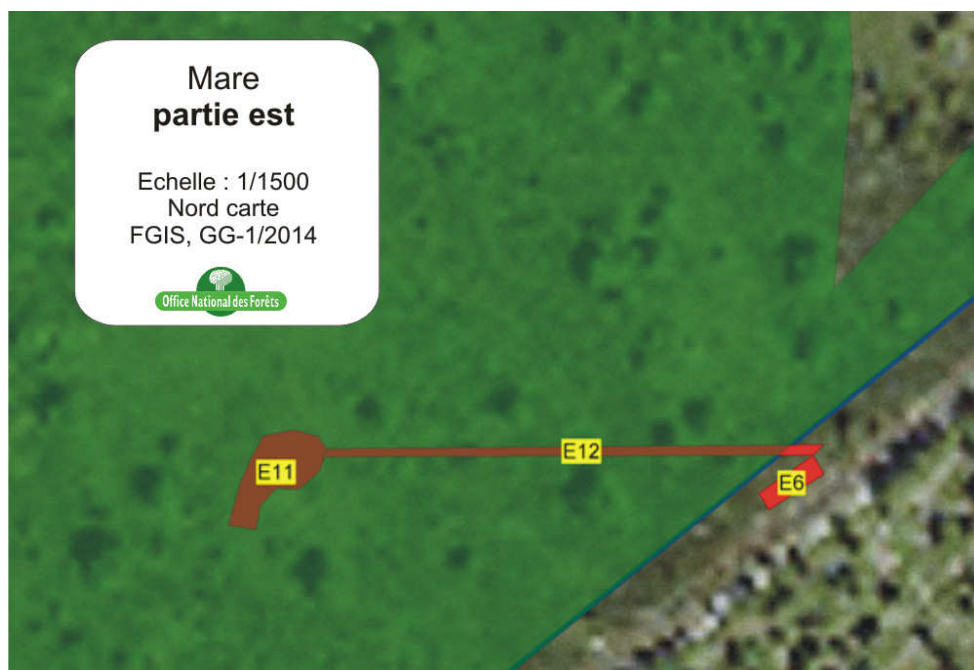 Mare
partie est
Echelle : 1/1500
Nord carte
FGIS, GG-1/2014
Office National des Forêts
E11
E12
E6